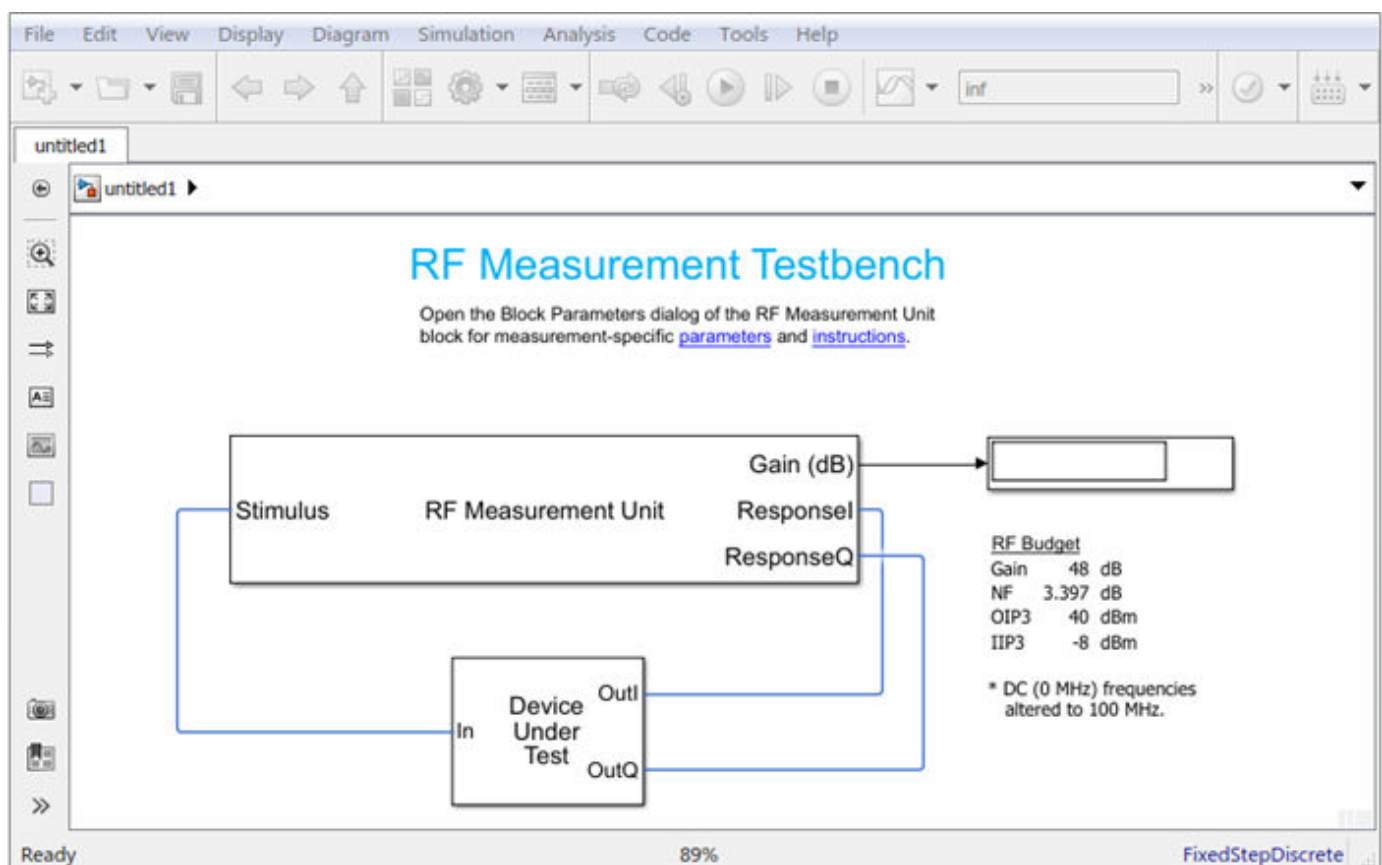 File Edit View Display Diagram Simulation Analysis Code Tools Help
inf
untitled1
untitled1
RF Measurement Testbench
Open the Block Parameters dialog of the RF Measurement Unit
block for measurement-specific parameters and instructions.
Gain (dB)
Stimulus RF Measurement Unit ResponseI
ResponseQ
RF Budget
Gain 48 dB
NF 3.397 dB
OIP3 40 dBm
IIP3 -8 dBm
* DC (0 MHz) frequencies
altered to 100 MHz.
OutI
Device
In Under
Test
OutQ
Ready 89% FixedStepDiscrete